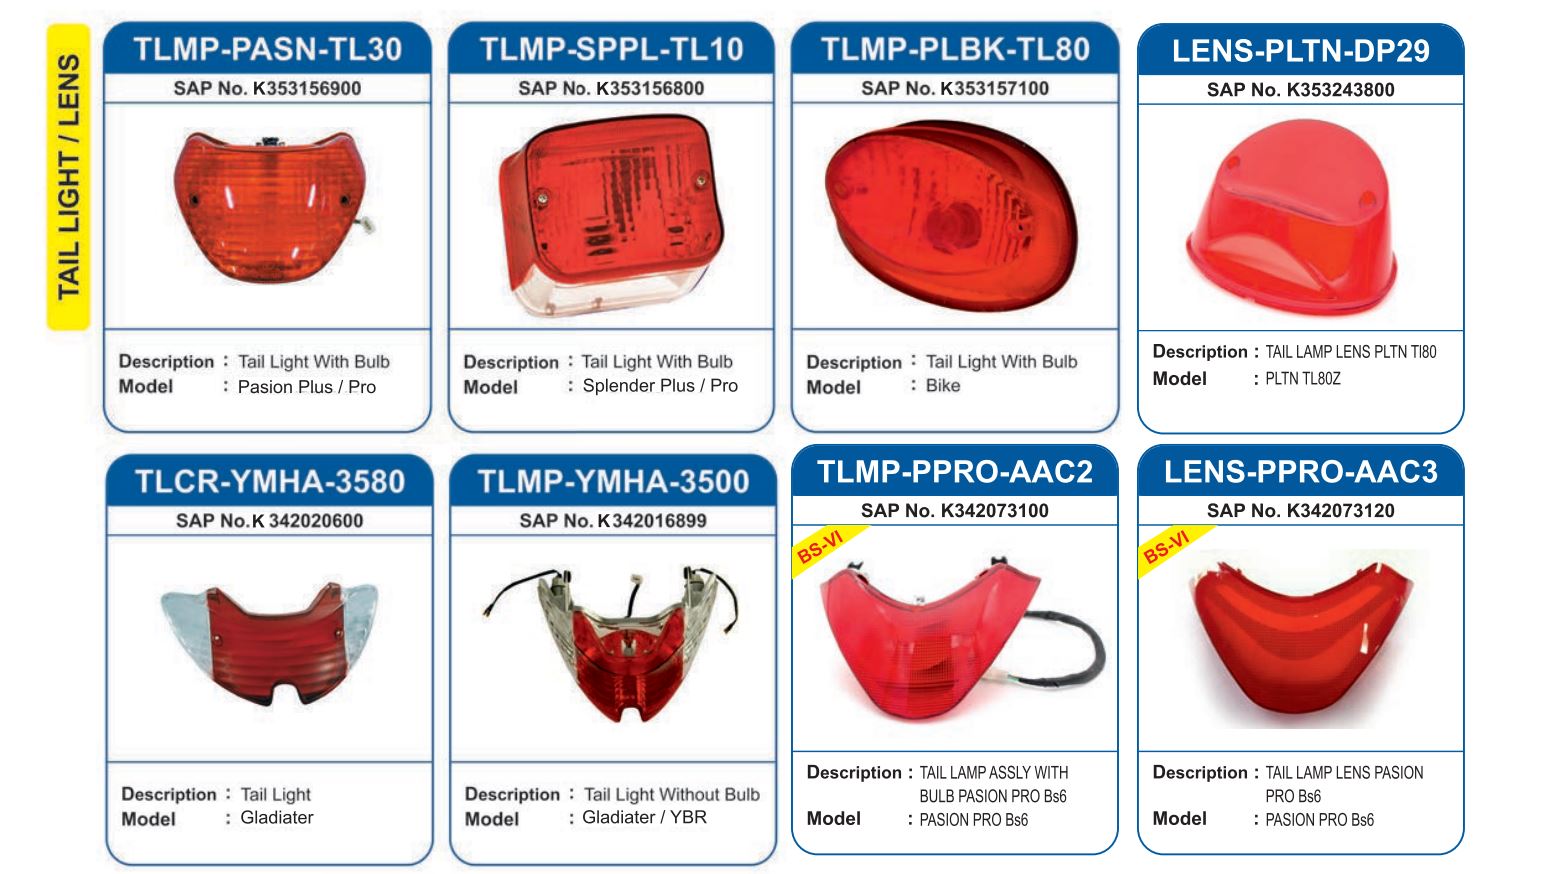 TAIL LIGHT / LENS
TLMP-PASN-TL30
SAP No. K353156900
Description : Tail Light With Bulb
Model : Pasion Plus / Pro
TLMP-SPPL-TL10
SAP No. K353156800
Description : Tail Light With Bulb
Model : Splender Plus / Pro
TLMP-PLBK-TL80
SAP No. K353157100
Description : Tail Light With Bulb
Model : Bike
LENS-PLTN-DP29
SAP No. K353243800
Description : TAIL LAMP LENS PLTN Tl80
Model : PLTN TL80Z
TLCR-YMHA-3580
SAP No. K 342020600
Description : Tail Light
Model : Gladiater
TLMP-YMHA-3500
SAP No. K342016899
Description : Tail Light Without Bulb
Model : Gladiater / YBR
TLMP-PPRO-AAC2
SAP No. K342073100
BS-VI
Description : TAIL LAMP ASSLY WITH
BULB PASION PRO Bs6
Model : PASION PRO Bs6
LENS-PPRO-AAC3
SAP No. K342073120
BS-VI
Description : TAIL LAMP LENS PASION
PRO Bs6
Model : PASION PRO Bs6